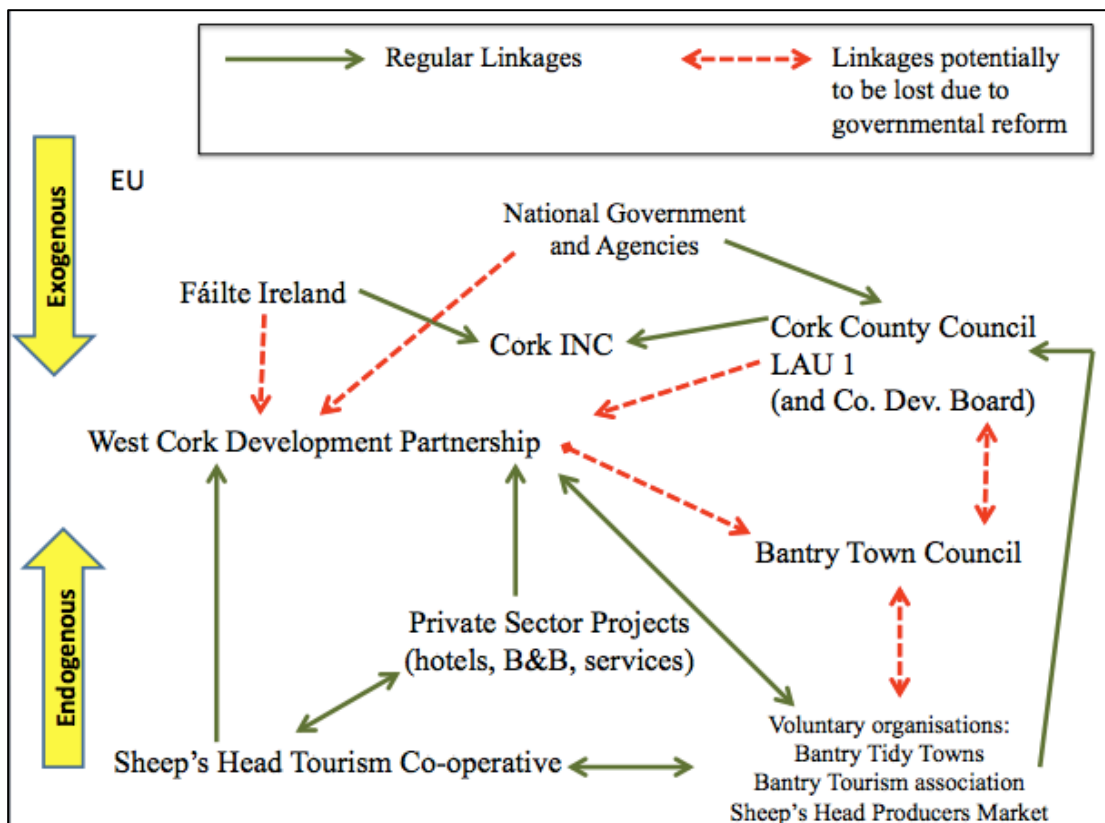 Regular Linkages
Linkages potentially
to be lost due to
governmental reform
Exogenous
EU
National Government
and Agencies
Fáilte Ireland
Cork INC
Cork County Council
LAU 1
(and Co. Dev. Board)
West Cork Development Partnership
Bantry Town Council
Endogenous
Private Sector Projects
(hotels, B&B, services)
Sheep’s Head Tourism Co-operative
Voluntary organisations:
Bantry Tidy Towns
Bantry Tourism association
Sheep’s Head Producers Market